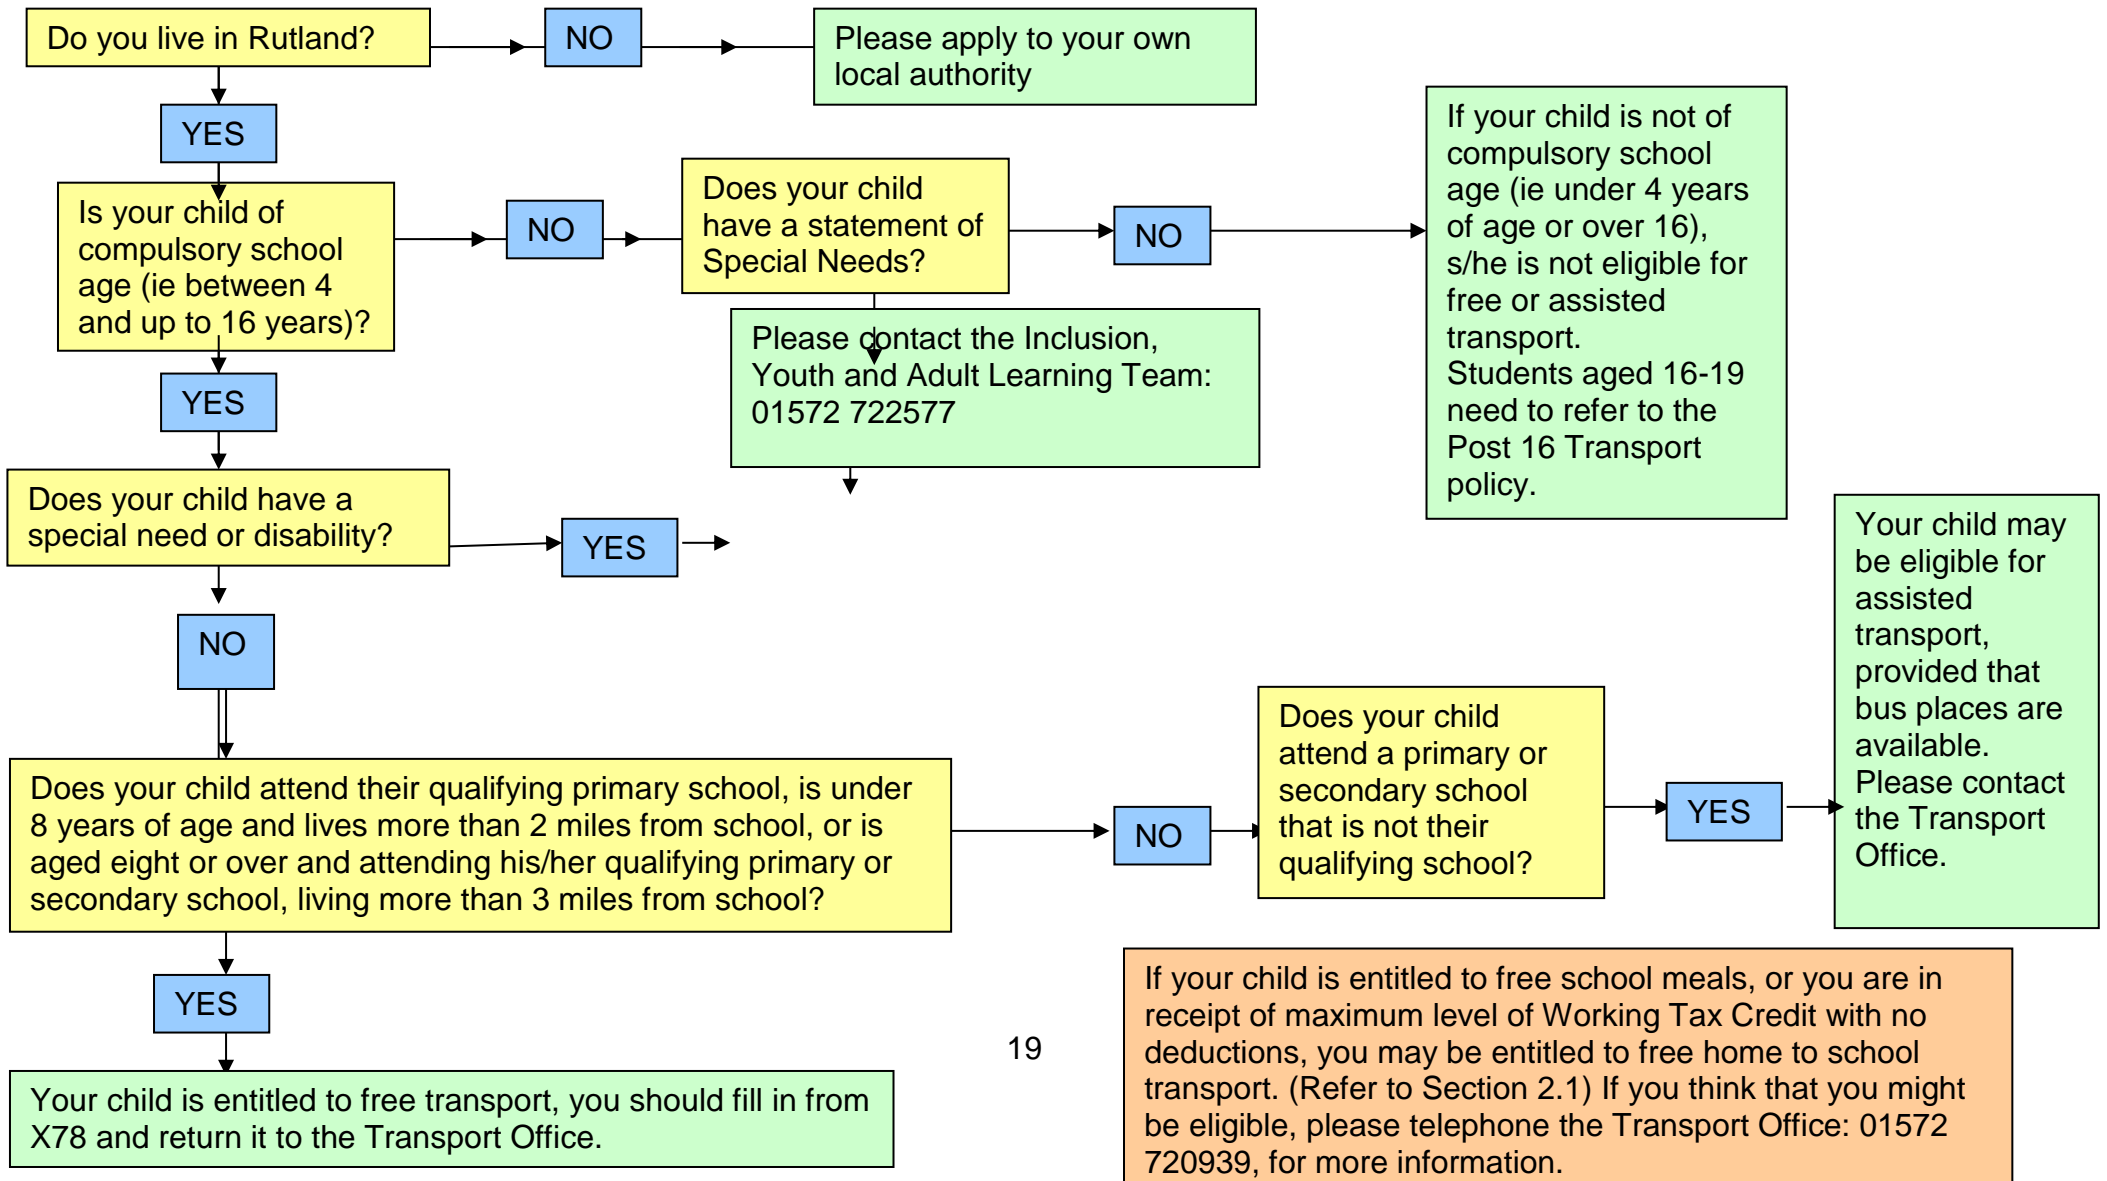 Do you live in Rutland?
NO
Please apply to your own
local authority
YES
Is your child of
compulsory school
age (ie between 4
and up to 16 years)?
NO
Does your child
have a statement of
Special Needs?
NO
If your child is not of
compulsory school
age (ie under 4 years
of age or over 16),
s/he is not eligible for
free or assisted
transport.
Students aged 16-19
need to refer to the
Post 16 Transport
policy.
Please contact the Inclusion,
Youth and Adult Learning Team:
01572 722577
YES
Does your child have a
special need or disability?
YES
NO
Does your child attend their qualifying primary school, is under
8 years of age and lives more than 2 miles from school, or is
aged eight or over and attending his/her qualifying primary or
secondary school, living more than 3 miles from school?
NO
Does your child
attend a primary or
secondary school
that is not their
qualifying school?
YES
Your child may
be eligible for
assisted
transport,
provided that
bus places are
available.
Please contact
the Transport
Office.
YES
Your child is entitled to free transport, you should fill in from
X78 and return it to the Transport Office.
19
If your child is entitled to free school meals, or you are in
receipt of maximum level of Working Tax Credit with no
deductions, you may be entitled to free home to school
transport. (Refer to Section 2.1) If you think that you might
be eligible, please telephone the Transport Office: 01572
720939, for more information.